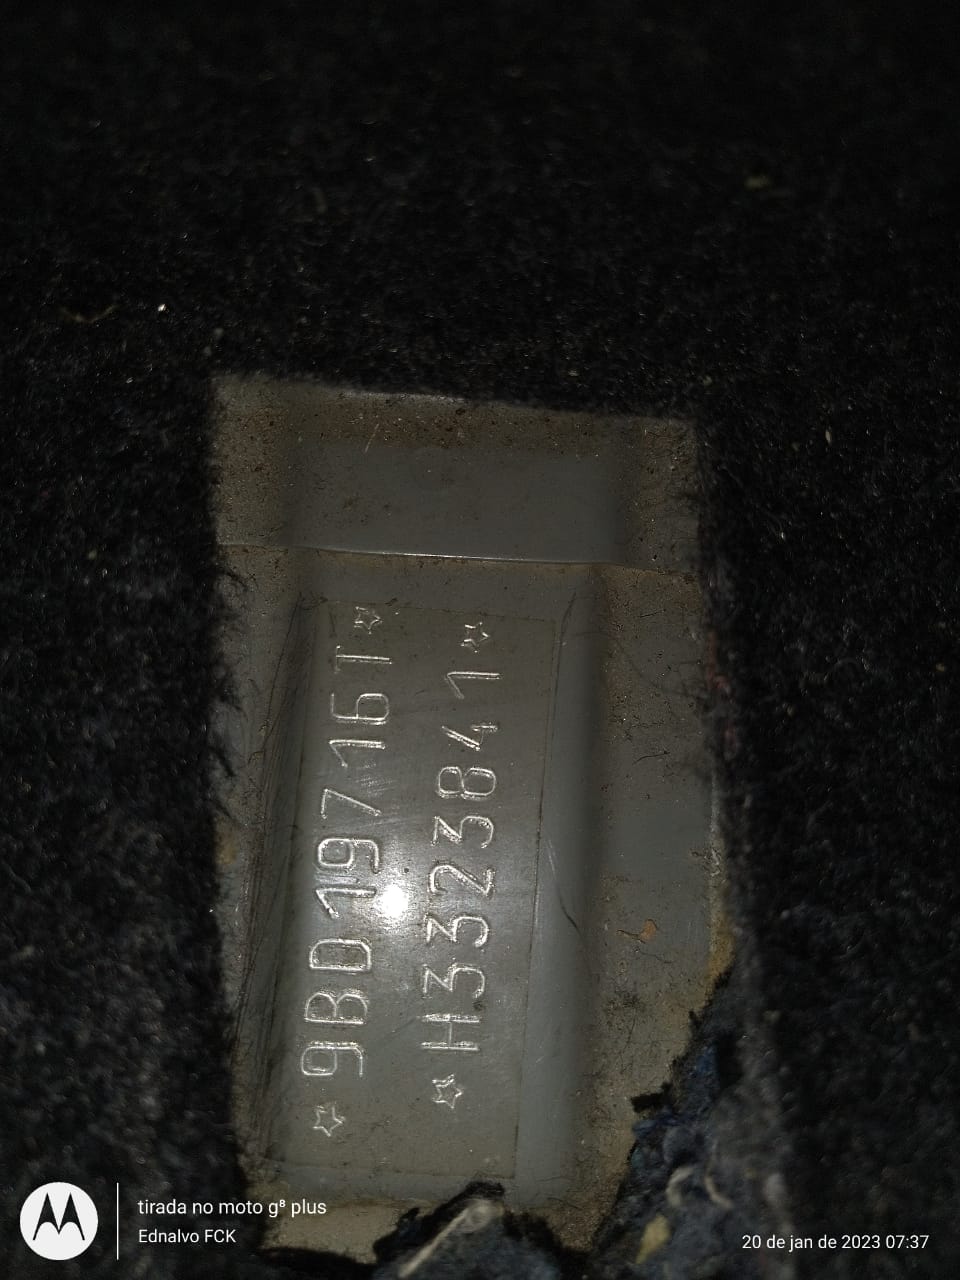 ☆9BD19716T☆
☆H3323841☆
tirada no moto g⁸ plus
Ednalvo FCK
20 de jan de 2023 07:37